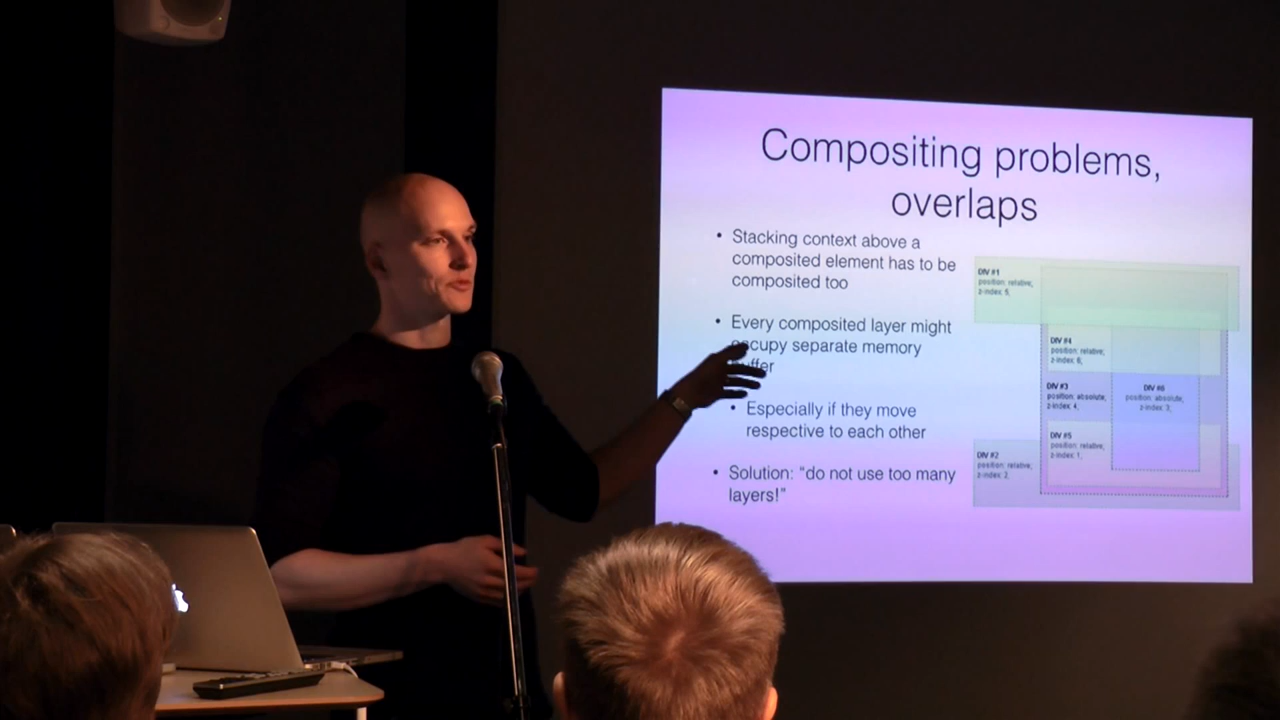 Compositing problems,
overlaps
• Stacking context above a
composited element has to be
composited too
• Every composited layer might
occupy separate memory
buffer
• Especially if they move
respective to each other
• Solution: “do not use too many
layers!”
DIV #1
position: relative;
z-index: 5;
DIV #4
position: relative;
z-index: 6;
DIV #3
position: absolute;
z-index: 4;
DIV #6
position: absolute;
z-index: 3;
DIV #5
position: relative;
z-index: 1;
DIV #2
position: relative;
z-index: 2;